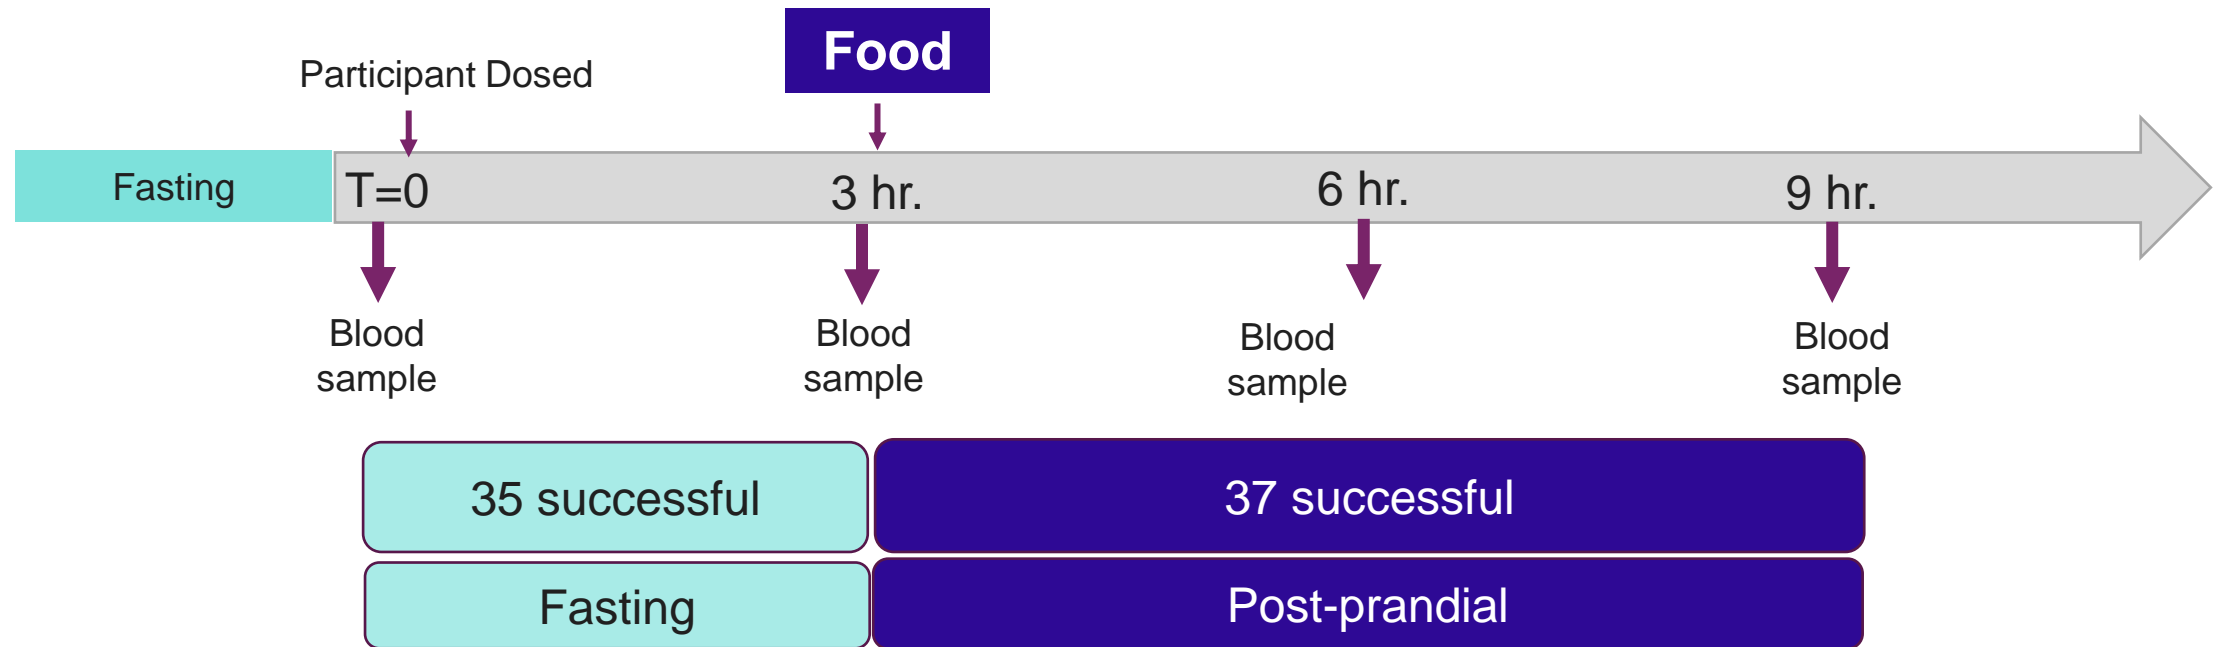 Food
Participant Dosed
Fasting
T=0
3 hr.
6 hr.
9 hr.
Blood
sample
Blood
sample
Blood
sample
Blood
sample
35 successful
37 successful
Fasting
Post-prandial